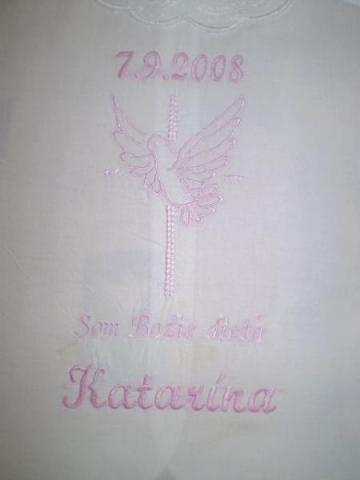 7.9.2008
Som Božie dieťa
Katarína